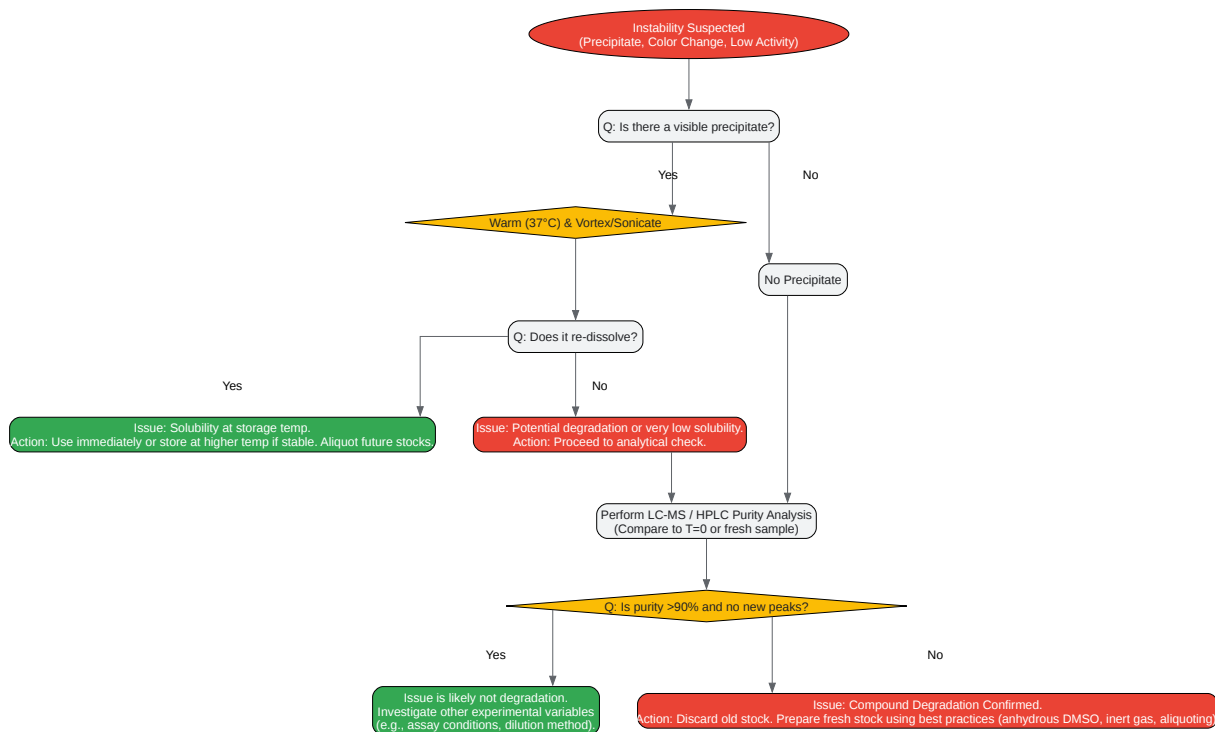 Instability Suspected
(Precipitate, Color Change, Low Activity)
Q: Is there a visible precipitate?
Yes
No
Warm (37°C) & Vortex/Sonicate
No Precipitate
Q: Does it re-dissolve?
Yes
No
Issue: Solubility at storage temp.
Action: Use immediately or store at higher temp if stable. Aliquot future stocks.
Issue: Potential degradation or very low solubility.
Action: Proceed to analytical check.
Perform LC-MS / HPLC Purity Analysis
(Compare to T=0 or fresh sample)
Q: Is purity >90% and no new peaks?
Yes
No
Issue is likely not degradation.
Investigate other experimental variables
(e.g., assay conditions, dilution method).
Issue: Compound Degradation Confirmed.
Action: Discard old stock. Prepare fresh stock using best practices (anhydrous DMSO, inert gas, aliquoting)